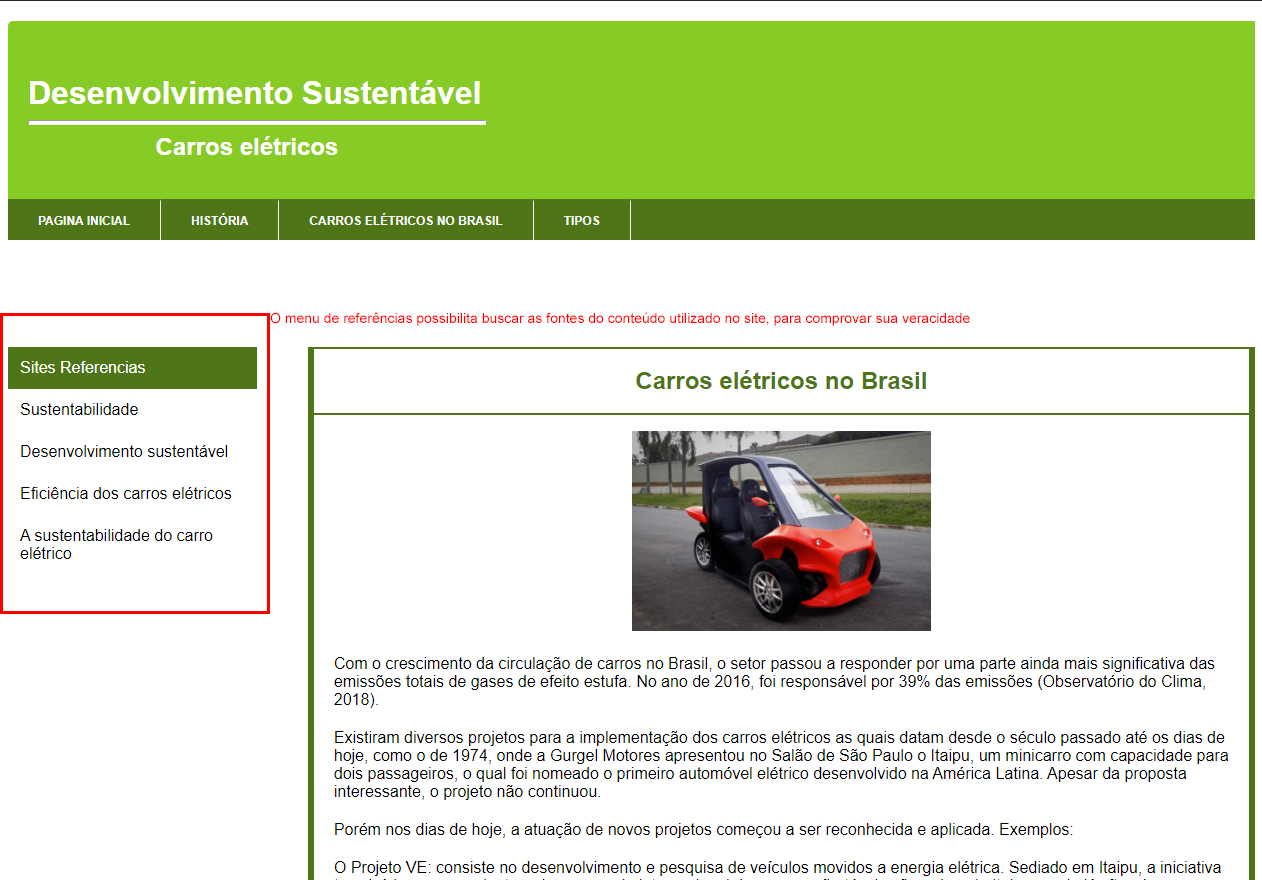 Desenvolvimento Sustentável
Carros elétricos
PAGINA INICIAL
HISTÓRIA
CARROS ELÉTRICOS NO BRASIL
TIPOS
O menu de referências possibilita buscar as fontes do conteúdo utilizado no site, para comprovar sua veracidade
Sites Referencias
Sustentabilidade
Desenvolvimento sustentável
Eficiência dos carros elétricos
A sustentabilidade do carro
elétrico
Carros elétricos no Brasil
Com o crescimento da circulação de carros no Brasil, o setor passou a responder por uma parte ainda mais significativa das
emissões totais de gases de efeito estufa. No ano de 2016, foi responsável por 39% das emissões (Observatório do Clima,
2018).
Existiram diversos projetos para a implementação dos carros elétricos as quais datam desde o século passado até os dias de
hoje, como o de 1974, onde a Gurgel Motores apresentou no Salão de São Paulo o Itaipu, um minicarro com capacidade para
dois passageiros, o qual foi nomeado o primeiro automóvel elétrico desenvolvido na América Latina. Apesar da proposta
interessante, o projeto não continuou.
Porém nos dias de hoje, a atuação de novos projetos começou a ser reconhecida e aplicada. Exemplos:
O Projeto VE: consiste no desenvolvimento e pesquisa de veículos movidos a energia elétrica. Sediado em Itaipu, a iniciativa